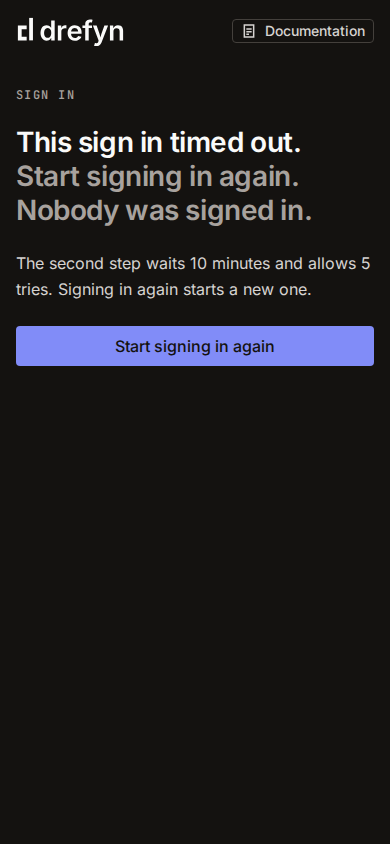 drefyn
Documentation
SIGN IN
This sign in timed out.
Start signing in again.
Nobody was signed in.
The second step waits 10 minutes and allows 5
tries. Signing in again starts a new one.
Start signing in again